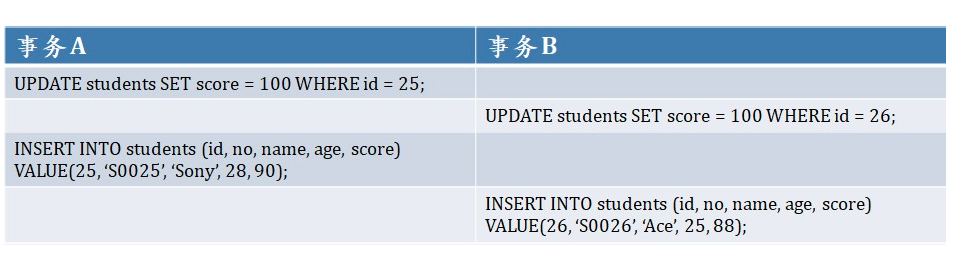 事务A
事务B
UPDATE students SET score = 100 WHERE id = 25;
UPDATE students SET score = 100 WHERE id = 26;
INSERT INTO students (id, no, name, age, score)
VALUE(25, ‘S0025’, ‘Sony’, 28, 90);
INSERT INTO students (id, no, name, age, score)
VALUE(26, ‘S0026’, ‘Ace’, 25, 88);